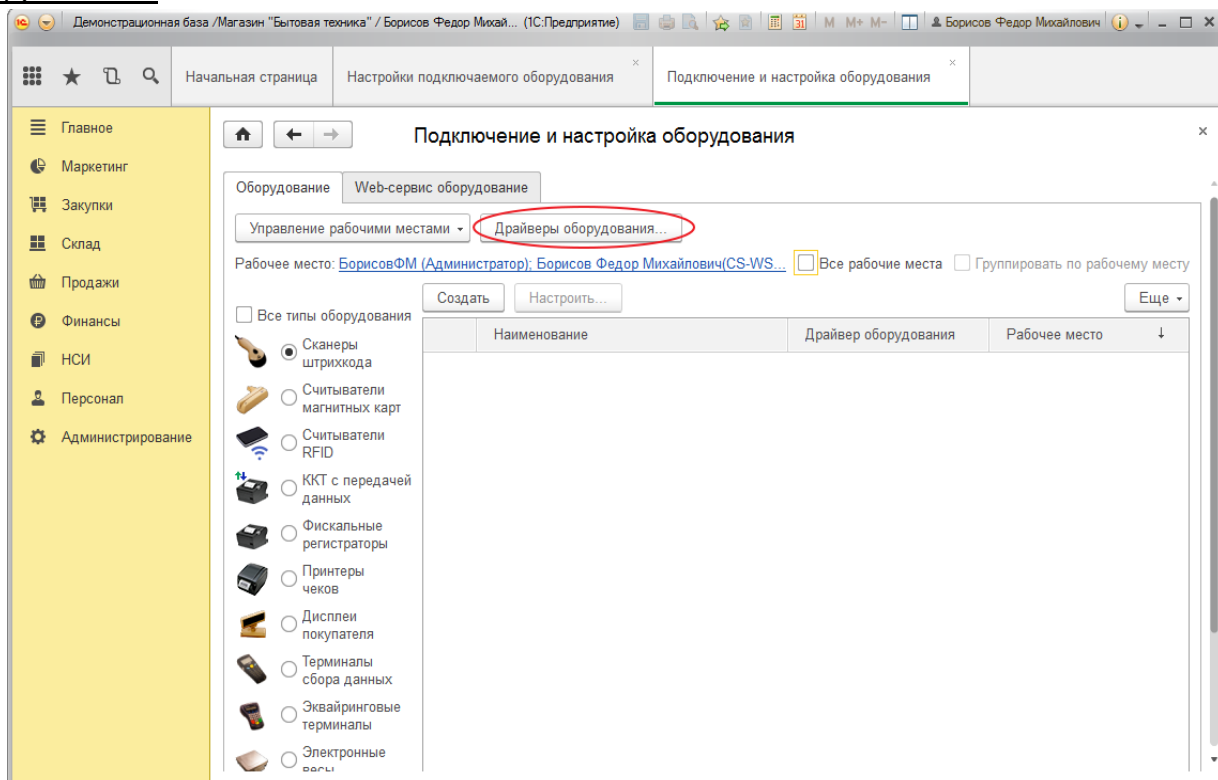 Демонстрационная база /Магазин "Бытовая техника" / Борисов Федор Михай... (1С:Предприятие) M M+ M- Борисов Федор Михайлович
Начальная страница
Настройки подключаемого оборудования
Подключение и настройка оборудования
Главное
Маркетинг
Закупки
Склад
Продажи
Финансы
НСИ
Персонал
Администрирование
Подключение и настройка оборудования
Оборудование
Web-сервис оборудование
Управление рабочими местами
Драйверы оборудования...
Рабочее место: БорисовФМ (Администратор); Борисов Федор Михайлович(CS-WS... Все рабочие места Группировать по рабочему месту
Все типы оборудования
Создать
Настроить...
Еще
Наименование
Драйвер оборудования
Рабочее место
Сканеры
штрихкода
Считыватели
магнитных карт
Считыватели
RFID
ККТ с передачей
данных
Фискальные
регистраторы
Принтеры
чеков
Дисплеи
покупателя
Терминалы
сбора данных
Эквайринговые
терминалы
Электронные
весы